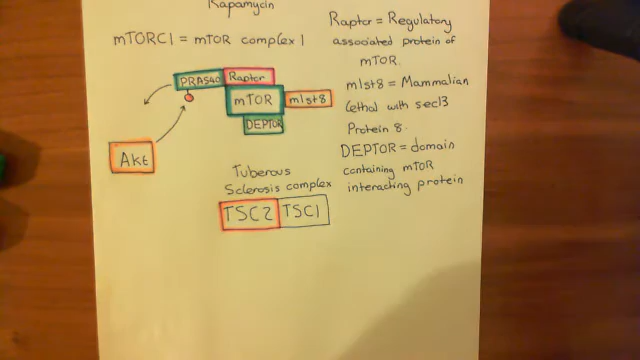 Rapamycin
mTORC1 = mTOR complex 1
PRAS40 Raptor
mTOR mlst8
DEPTOR
Akt
Tuberous
Sclerosis complex
TSC2 TSC1
Raptor = Regulatory
associated protein of
mTOR.
mlst8 = Mammalian
lethal with sec13
Protein 8.
DEPTOR = domain
containing mTOR
interacting protein